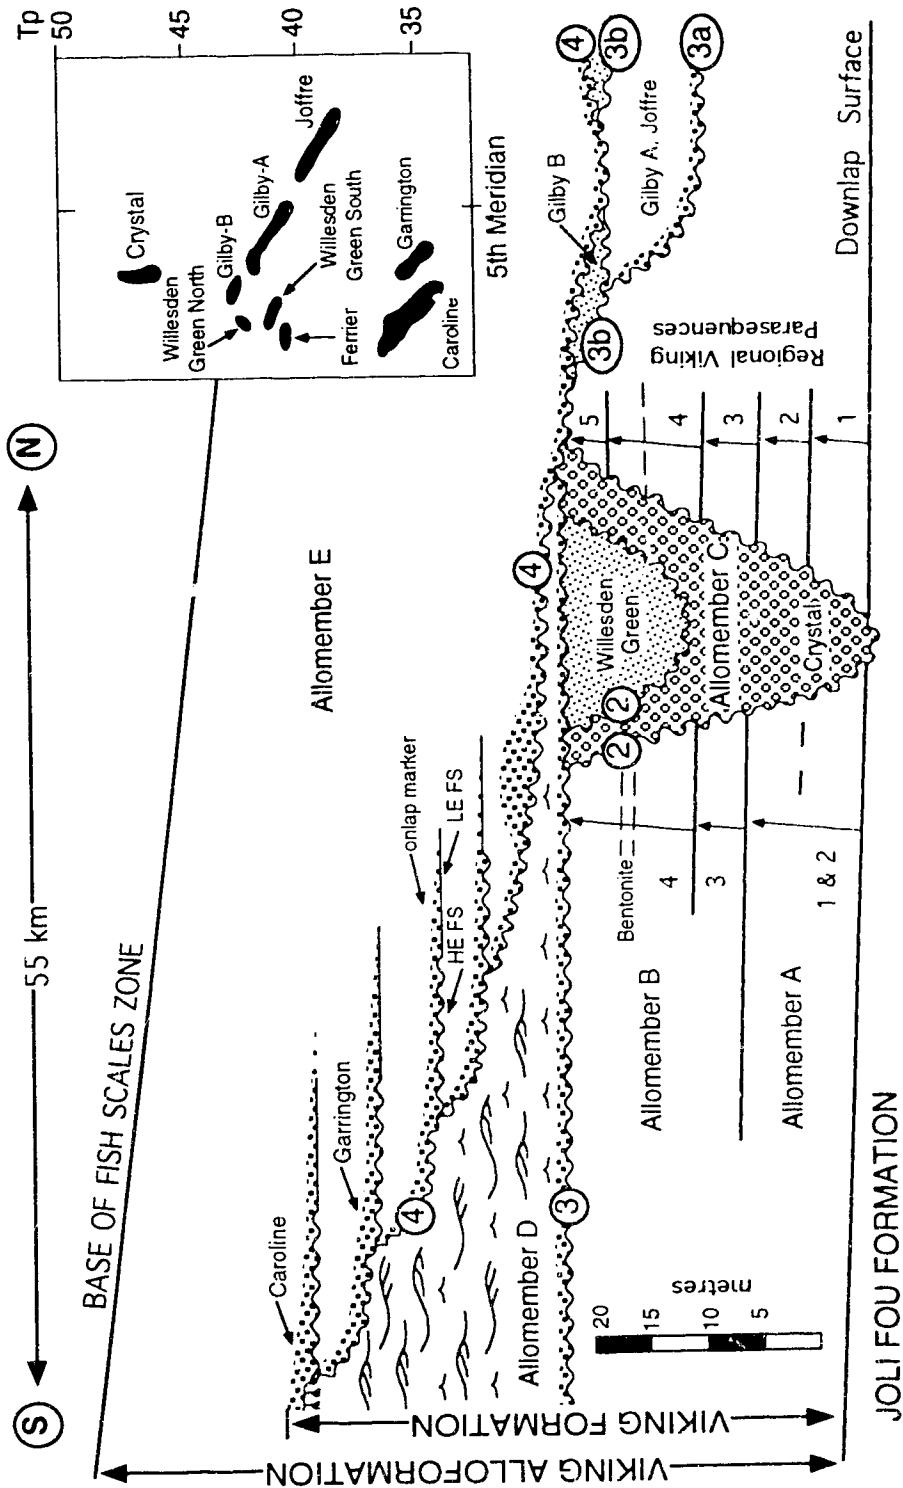 S
55 km
N
BASE OF FISH SCALES ZONE
Allomember E
Caroline
Garrington
onlap marker
HE FS
LE FS
4
4
Allomember D
3
Allomember B
Allomember A
Bentonite
4
3
1 & 2
2
2
Willesden
Green
Allomember C
Crystal
5
4
3
2
1
Regional Viking
Parasequences
3b
Gilby B
Gilby A, Joffre
4
3b
3a
Downlap Surface
JOLI FOU FORMATION
VIKING FORMATION
VIKING ALLOFORMATION
20
15
10
5
metres
Tp
50
45
40
35
Crystal
Willesden
Green North
Gilby-B
Gilby-A
Joffre
Willesden
Green South
Ferrier
Garrington
Caroline
5th Meridian